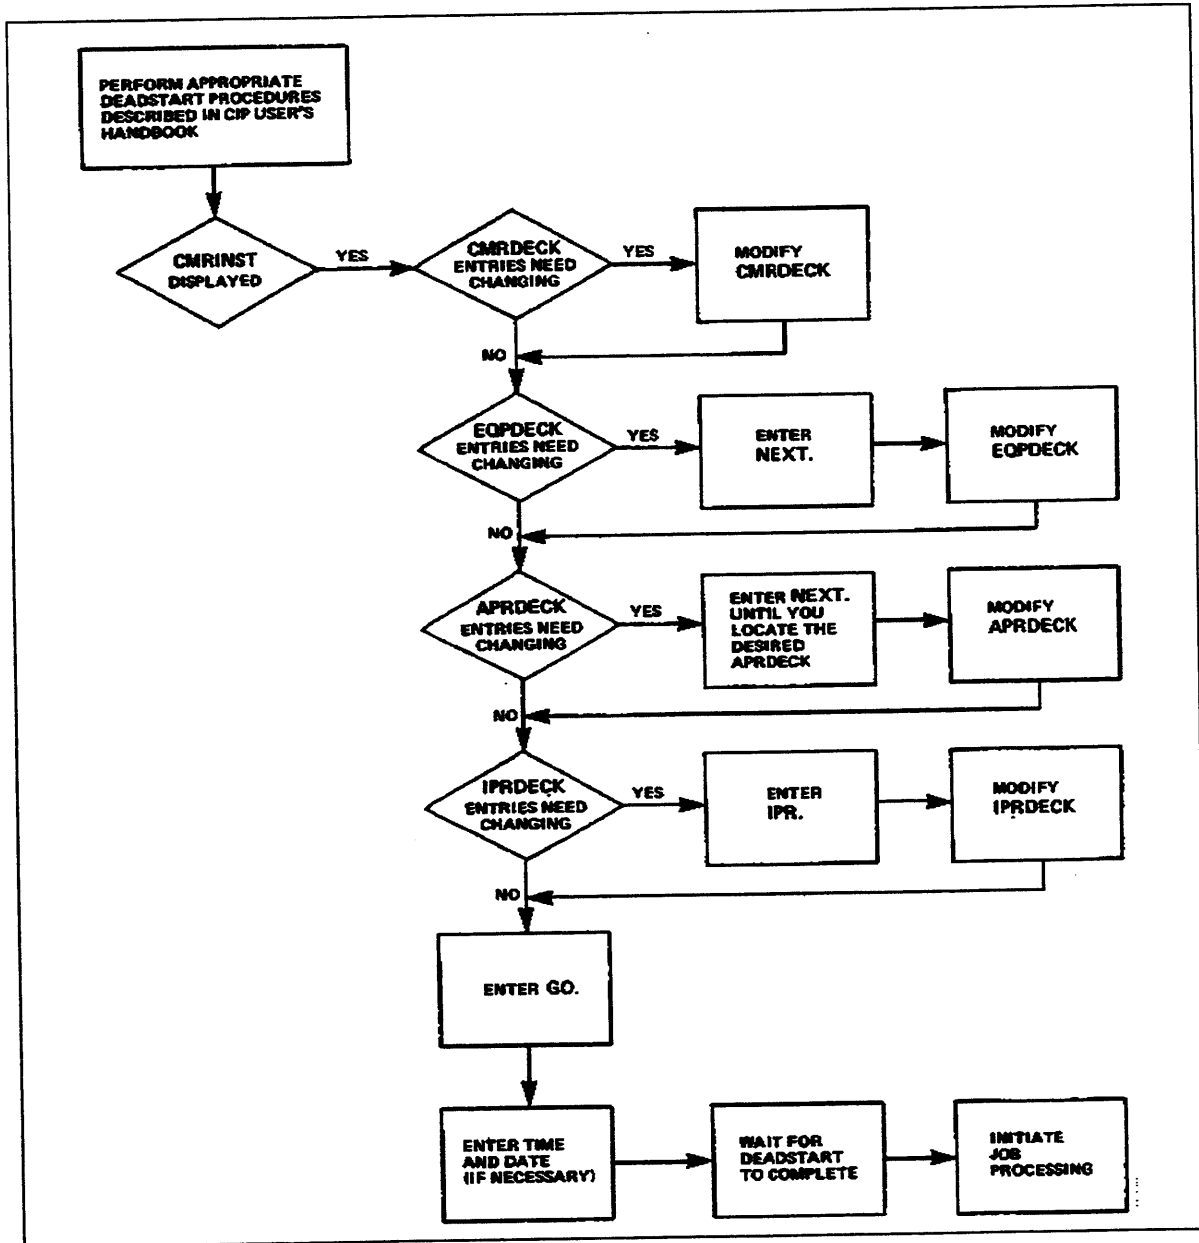 PERFORM APPROPRIATE
DEADSTART PROCEDURES
DESCRIBED IN CIP USER'S
HANDBOOK
CMRINST
DISPLAYED
YES
CMRDECK
ENTRIES NEED
CHANGING
YES
MODIFY
CMRDECK
NO
EQPDECK
ENTRIES NEED
CHANGING
YES
ENTER
NEXT.
MODIFY
EQPDECK
NO
APRDECK
ENTRIES NEED
CHANGING
YES
ENTER NEXT.
UNTIL YOU
LOCATE THE
DESIRED
APRDECK
MODIFY
APRDECK
NO
IPRDECK
ENTRIES NEED
CHANGING
YES
ENTER
IPR.
MODIFY
IPRDECK
NO
ENTER GO.
ENTER TIME
AND DATE
(IF NECESSARY)
WAIT FOR
DEADSTART
TO COMPLETE
INITIATE
JOB
PROCESSING